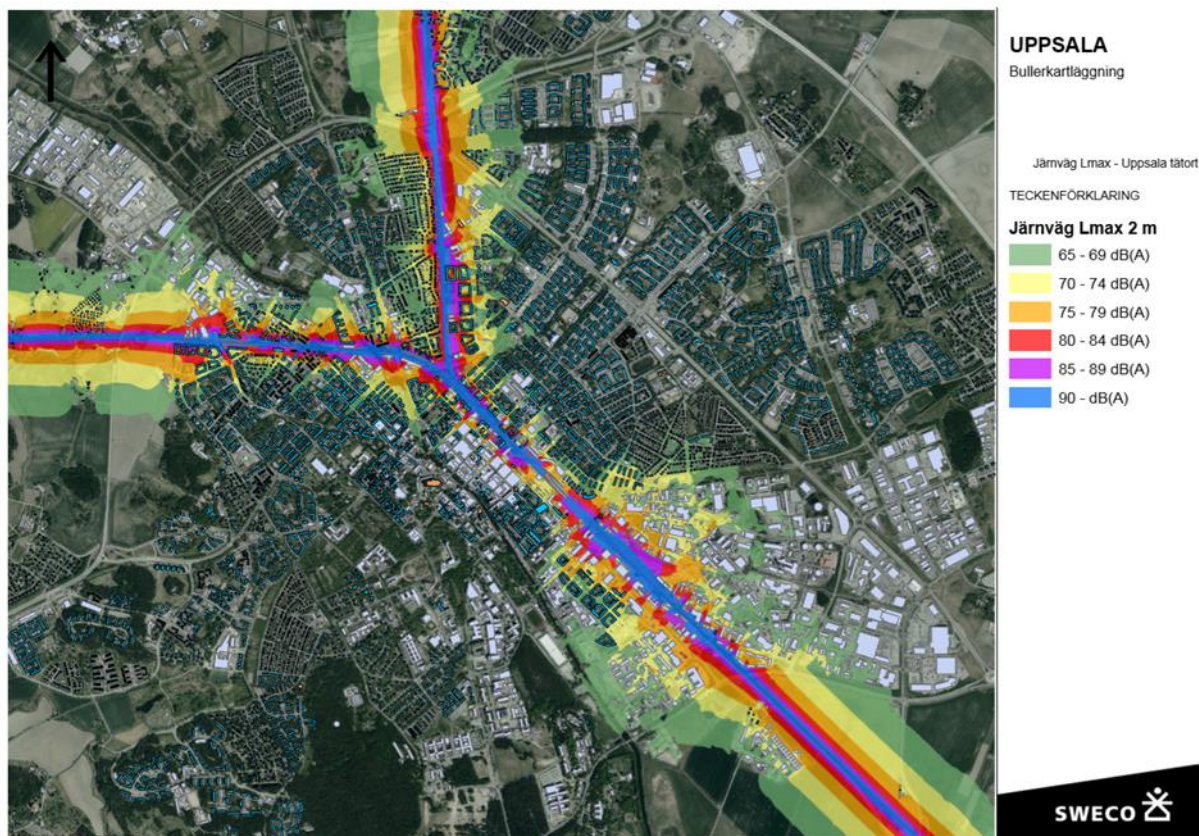 UPPSALA
Bullerkartläggning
Järnväg Lmax - Uppsala tätort
TECKENFÖRKLARING
Järnväg Lmax 2 m
65 - 69 dB(A)
70 - 74 dB(A)
75 - 79 dB(A)
80 - 84 dB(A)
85 - 89 dB(A)
90 - dB(A)
SWECO